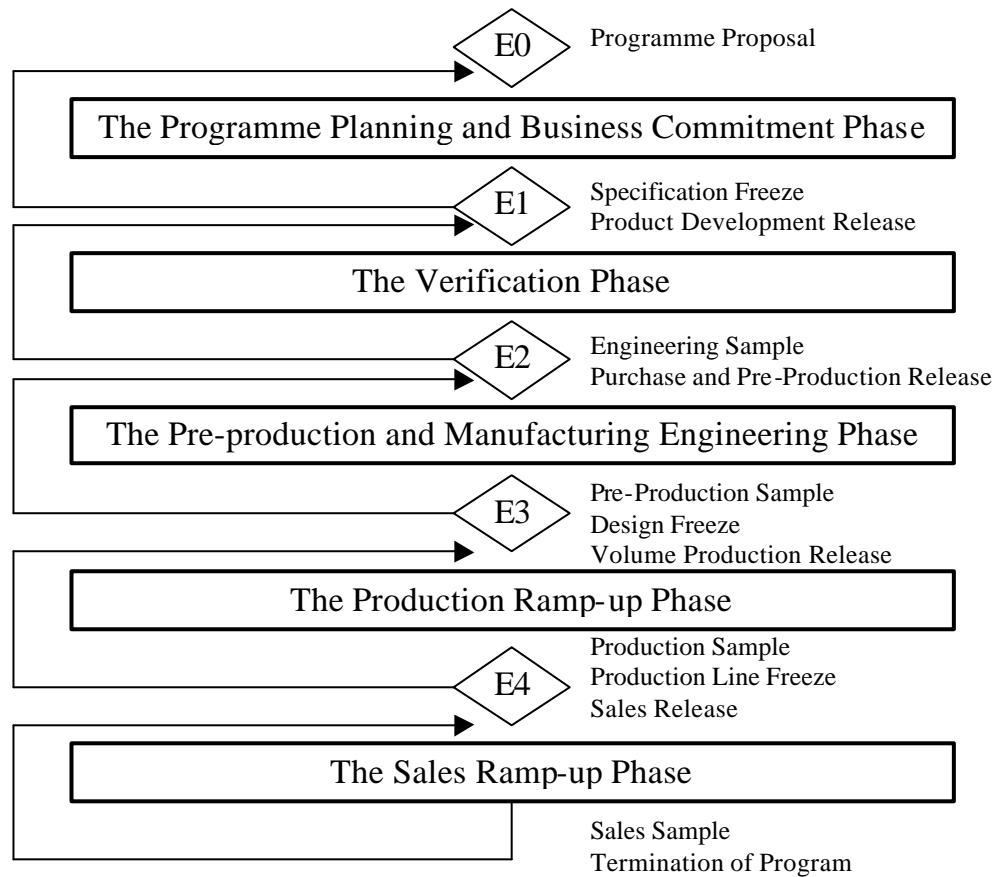 E0
Programme Proposal
The Programme Planning and Business Commitment Phase
E1
Specification Freeze
Product Development Release
The Verification Phase
E2
Engineering Sample
Purchase and Pre-Production Release
The Pre-production and Manufacturing Engineering Phase
E3
Pre-Production Sample
Design Freeze
Volume Production Release
The Production Ramp-up Phase
E4
Production Sample
Production Line Freeze
Sales Release
The Sales Ramp-up Phase
Sales Sample
Termination of Program